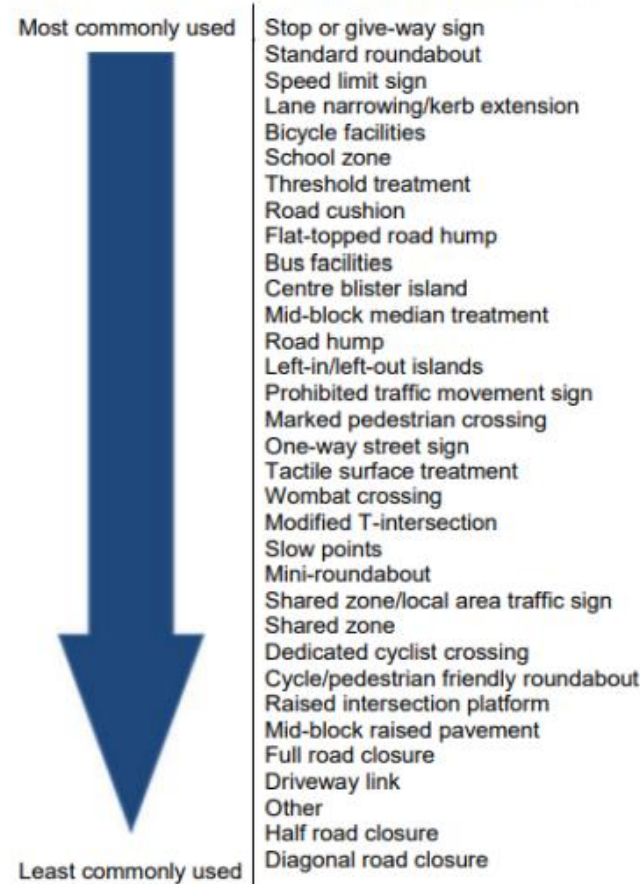 Most commonly used
Stop or give-way sign
Standard roundabout
Speed limit sign
Lane narrowing/kerb extension
Bicycle facilities
School zone
Threshold treatment
Road cushion
Flat-topped road hump
Bus facilities
Centre blister island
Mid-block median treatment
Road hump
Left-in/left-out islands
Prohibited traffic movement sign
Marked pedestrian crossing
One-way street sign
Tactile surface treatment
Wombat crossing
Modified T-intersection
Slow points
Mini-roundabout
Shared zone/local area traffic sign
Shared zone
Dedicated cyclist crossing
Cycle/pedestrian friendly roundabout
Raised intersection platform
Mid-block raised pavement
Full road closure
Driveway link
Other
Half road closure
Diagonal road closure
Least commonly used